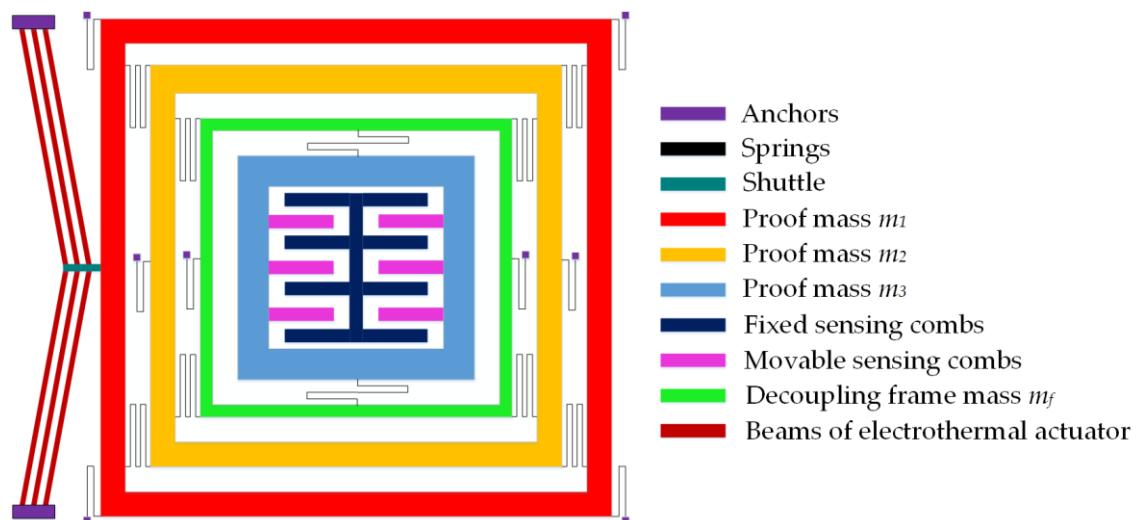 Anchors
Springs
Shuttle
Proof mass m1
Proof mass m2
Proof mass m3
Fixed sensing combs
Movable sensing combs
Decoupling frame mass mf
Beams of electrothermal actuator